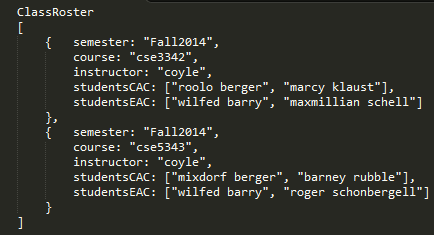 ClassRoster
[
{ semester: "Fall2014",
course: "cse3342",
instructor: "coyle",
studentsCAC: ["roolo berger", "marcy klaust"],
studentsEAC: ["wilfed barry", "maxmillian schell"]
},
{ semester: "Fall2014",
course: "cse5343",
instructor: "coyle",
studentsCAC: ["mixdorf berger", "barney rubble"],
studentsEAC: ["wilfed barry", "roger schonbergell"]
}
]